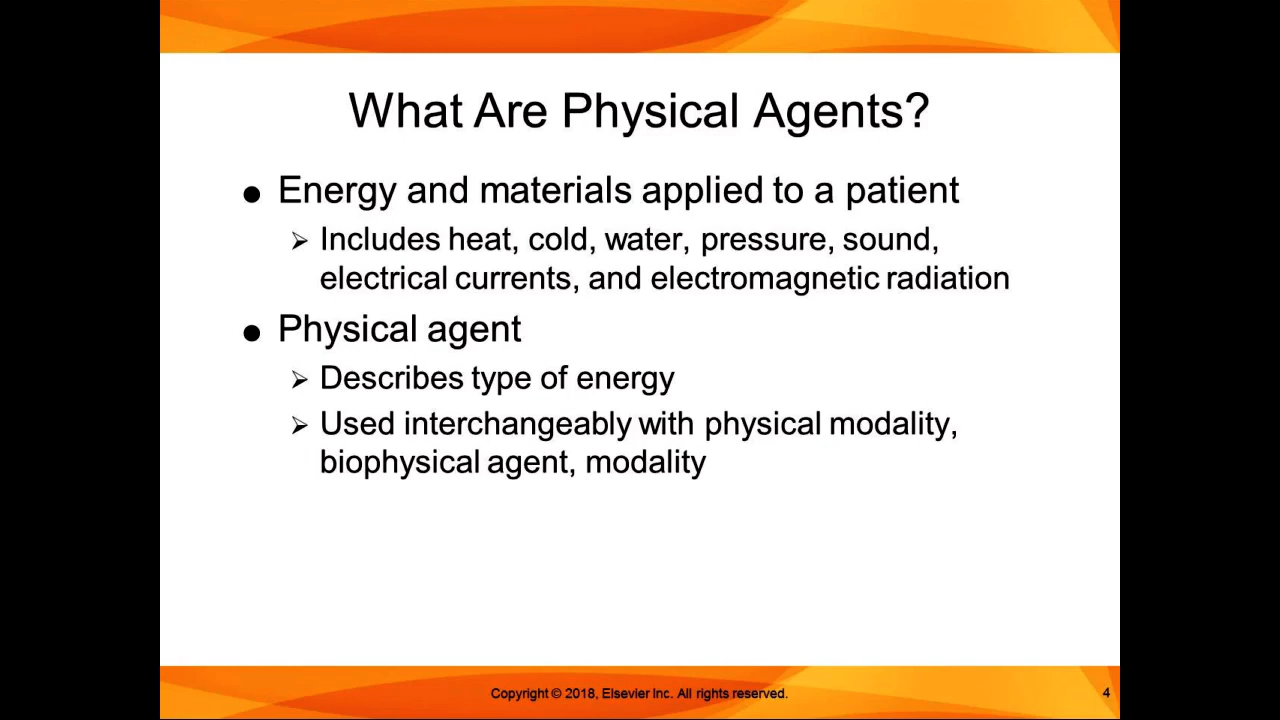 What Are Physical Agents?
● Energy and materials applied to a patient
➢ Includes heat, cold, water, pressure, sound,
electrical currents, and electromagnetic radiation
● Physical agent
➢ Describes type of energy
➢ Used interchangeably with physical modality,
biophysical agent, modality
Copyright © 2018, Elsevier Inc. All rights reserved.
4